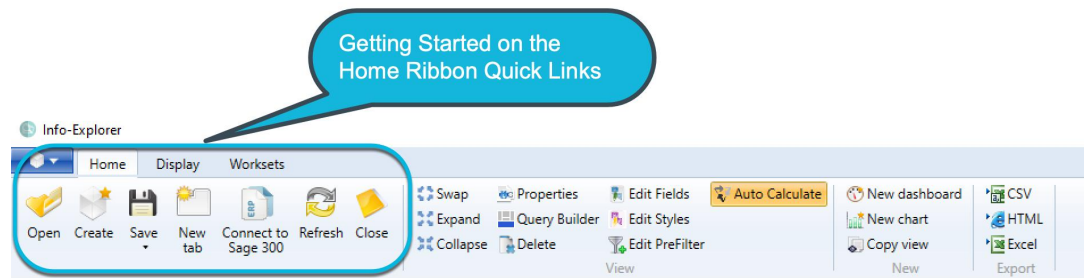 Getting Started on the
Home Ribbon Quick Links
Info-Explorer
Home Display Worksets
Open Create Save New tab Connect to Sage 300 Refresh Close
Swap Properties Edit Fields Auto Calculate New dashboard CSV
Expand Query Builder Edit Styles New chart HTML
Collapse Delete Edit PreFilter Copy view Excel
View New Export